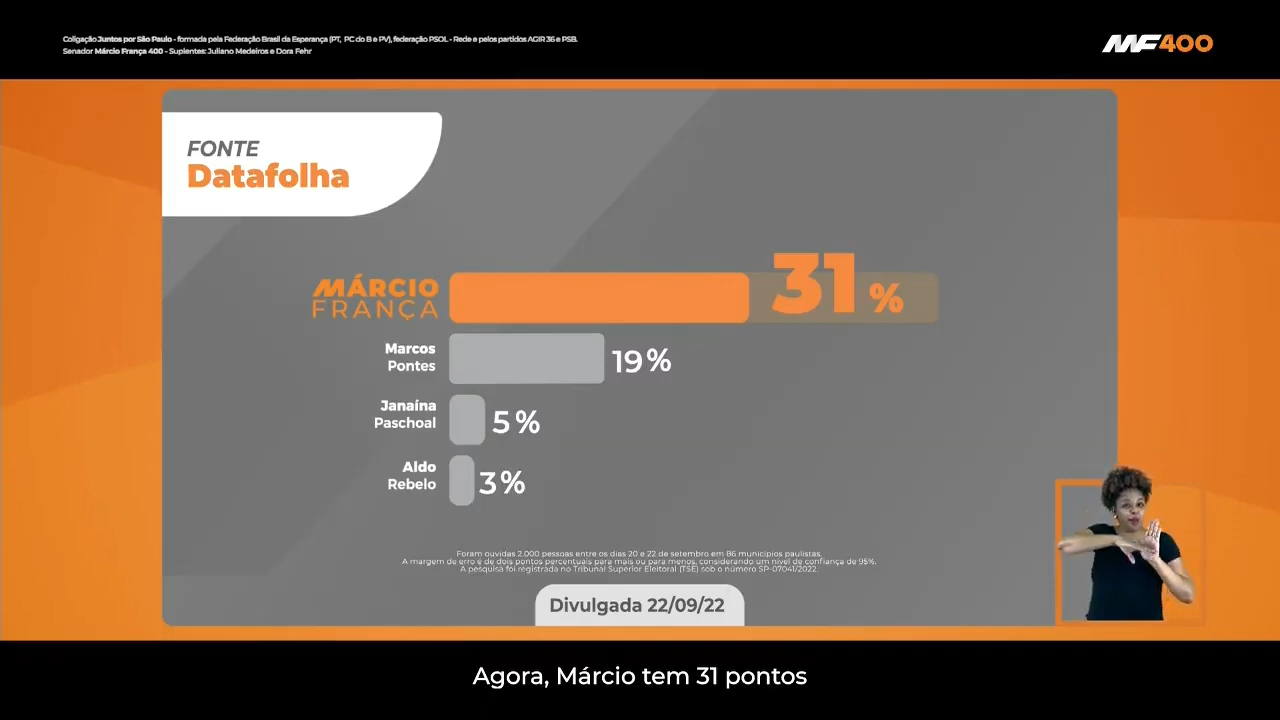 Coligação Juntos por São Paulo - formada pela Federação Brasil da Esperança (PT, PC do B e PV), federação PSOL - Rede e pelos partidos AGIR 36 e PSB.
Senador Márcio França 400 - Suplentes: Juliano Medeiros e Dora Fehr
MF400
FONTE
Datafolha
MÁRCIO
FRANÇA
31%
Marcos
Pontes
19%
Janaína
Paschoal
5%
Aldo
Rebelo
3%
Foram ouvidas 2.000 pessoas entre os dias 20 e 22 de setembro em 86 municípios paulistas.
A margem de erro é de dois pontos percentuais para mais ou para menos, considerando um nível de confiança de 95%.
A pesquisa foi registrada no Tribunal Superior Eleitoral (TSE) sob o número SP-07041/2022.
Divulgada 22/09/22
Agora, Márcio tem 31 pontos